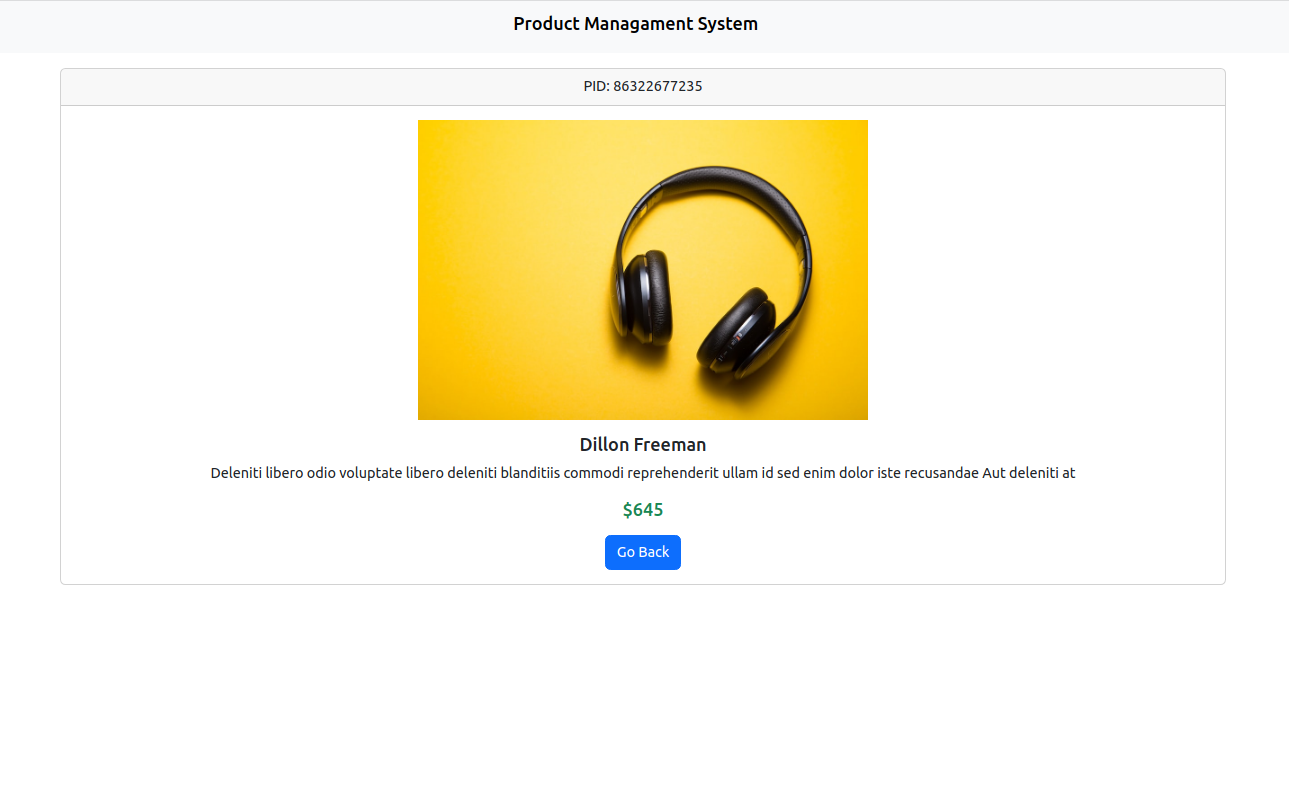 Product Managament System
PID: 86322677235
Dillon Freeman
Deleniti libero odio voluptate libero deleniti blanditiis commodi reprehenderit ullam id sed enim dolor iste recusandae Aut deleniti at
$645
Go Back